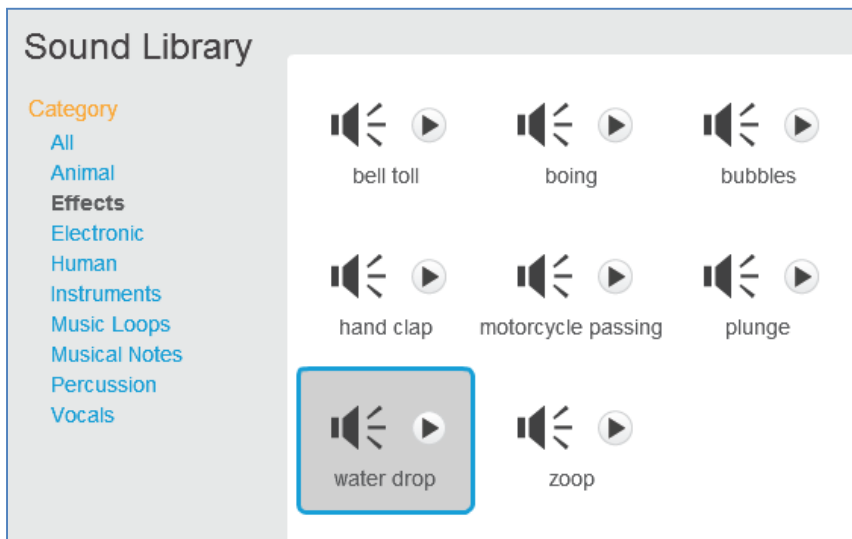 Sound Library
Category
All
Animal
Effects
Electronic
Human
Instruments
Music Loops
Musical Notes
Percussion
Vocals
bell toll
boing
bubbles
hand clap
motorcycle passing
plunge
water drop
zoop